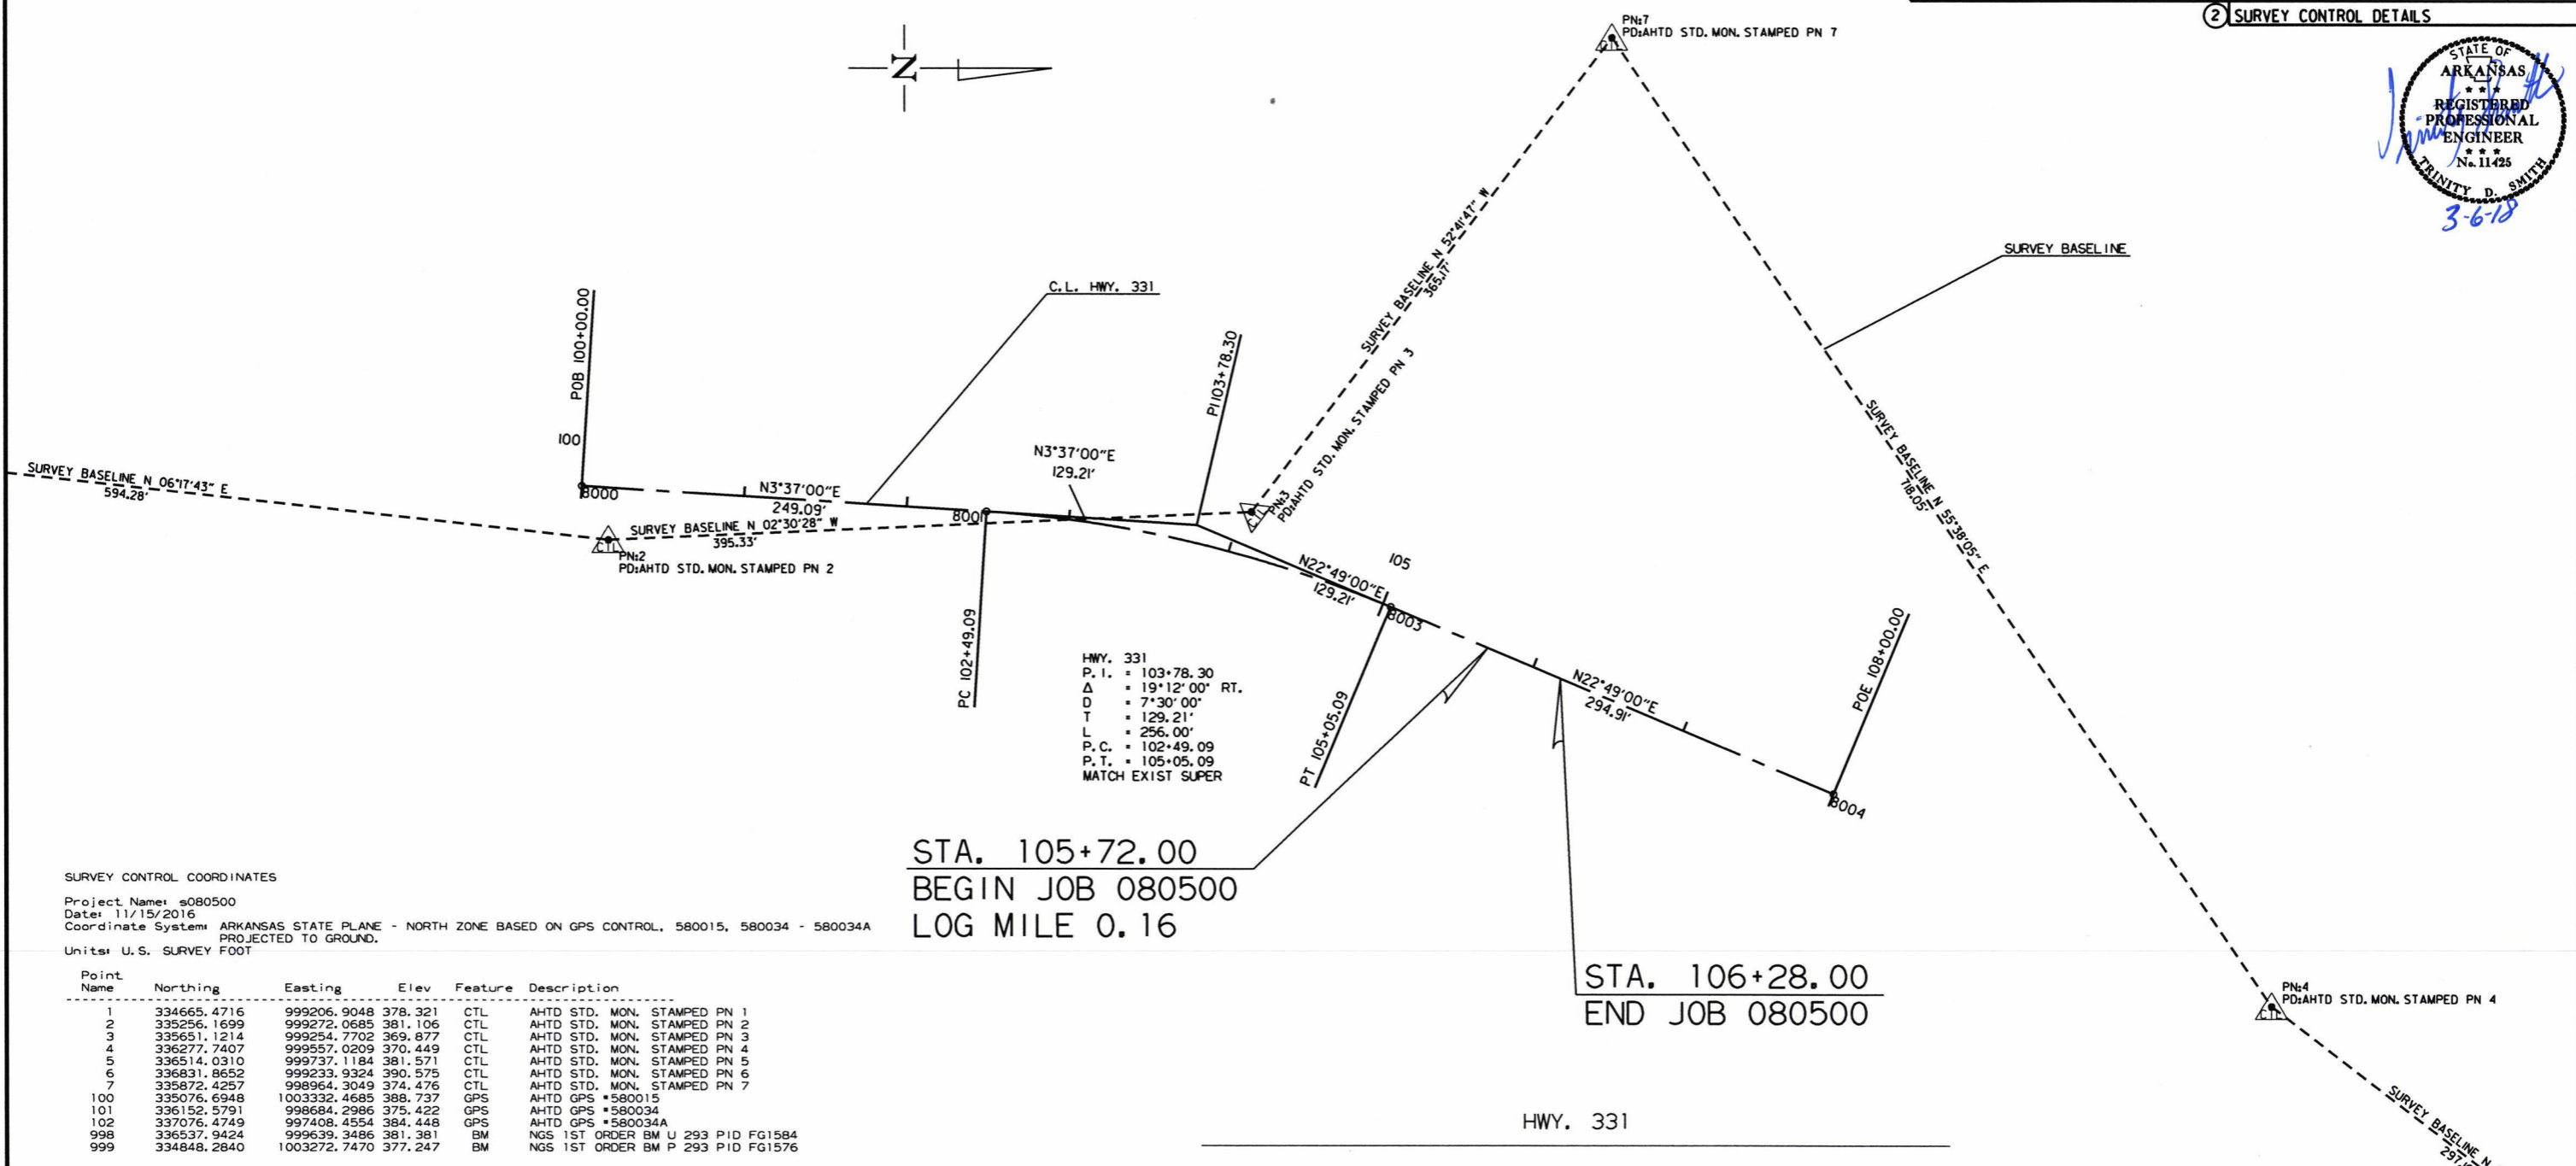 2 SURVEY CONTROL DETAILS
STATE OF
ARKANSAS
★ ★ ★
REGISTERED
PROFESSIONAL
ENGINEER
★ ★ ★
No. 11425
TRINITY D. SMITH
3-6-18
N
PN:7
PD:AHTD STD. MON. STAMPED PN 7
CTL
SURVEY BASELINE
SURVEY BASELINE N 52°41'47" W
365.17'
C.L. HWY. 331
POB 100+00.00
100
PI 103+78.30
PN:3
PD:AHTD STD. MON. STAMPED PN 3
CTL
SURVEY BASELINE N 55°38'05" E
718.05'
SURVEY BASELINE N 06°17'43" E
594.28'
8000
N3°37'00"E
249.09'
N3°37'00"E
129.21'
8001
SURVEY BASELINE N 02°30'28" W
395.33'
CTL
PN:2
PD:AHTD STD. MON. STAMPED PN 2
105
N22°49'00"E
129.21'
8003
PC 102+49.09
PT 105+05.09
N22°49'00"E
294.91'
POE 108+00.00
8004
HWY. 331
P.I. = 103+78.30
Δ = 19°12'00" RT.
D = 7°30'00"
T = 129.21'
L = 256.00'
P.C. = 102+49.09
P.T. = 105+05.09
MATCH EXIST SUPER
STA. 105+72.00
BEGIN JOB 080500
LOG MILE 0.16
STA. 106+28.00
END JOB 080500
PN:4
PD:AHTD STD. MON. STAMPED PN 4
CTL
SURVEY BASELINE N
HWY. 331
SURVEY CONTROL COORDINATES
Project Name: s080500
Date: 11/15/2016
Coordinate System: ARKANSAS STATE PLANE - NORTH ZONE BASED ON GPS CONTROL, 580015, 580034 - 580034A
PROJECTED TO GROUND.
Units: U.S. SURVEY FOOT
Point
Name Northing Easting Elev Feature Description
1 334665.4716 999206.9048 378.321 CTL AHTD STD. MON. STAMPED PN 1
2 335256.1699 999272.0685 381.106 CTL AHTD STD. MON. STAMPED PN 2
3 335651.1214 999254.7702 369.877 CTL AHTD STD. MON. STAMPED PN 3
4 336277.7407 999557.0209 370.449 CTL AHTD STD. MON. STAMPED PN 4
5 336514.0310 999737.1184 381.571 CTL AHTD STD. MON. STAMPED PN 5
6 336831.8652 999233.9324 390.575 CTL AHTD STD. MON. STAMPED PN 6
7 335872.4257 998964.3049 374.476 CTL AHTD STD. MON. STAMPED PN 7
100 335076.6948 1003332.4685 388.737 GPS AHTD GPS *580015
101 336152.5791 998684.2986 375.422 GPS AHTD GPS *580034
102 337076.4749 997408.4554 384.448 GPS AHTD GPS *580034A
998 336537.9424 999639.3486 381.381 BM NGS 1ST ORDER BM U 293 PID FG1584
999 334848.2840 1003272.7470 377.247 BM NGS 1ST ORDER BM P 293 PID FG1576